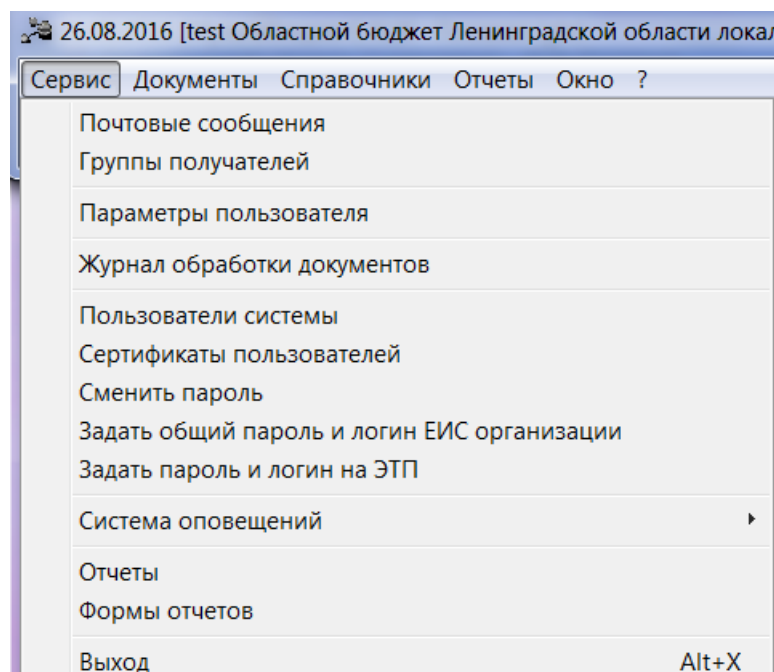 26.08.2016 [test Областной бюджет Ленинградской области
Сервис Документы Справочники Отчеты Окно ?
Почтовые сообщения
Группы получателей
Параметры пользователя
Журнал обработки документов
Пользователи системы
Сертификаты пользователей
Сменить пароль
Задать общий пароль и логин ЕИС организации
Задать пароль и логин на ЭТП
Система оповещений
Отчеты
Формы отчетов
Выход Alt+X